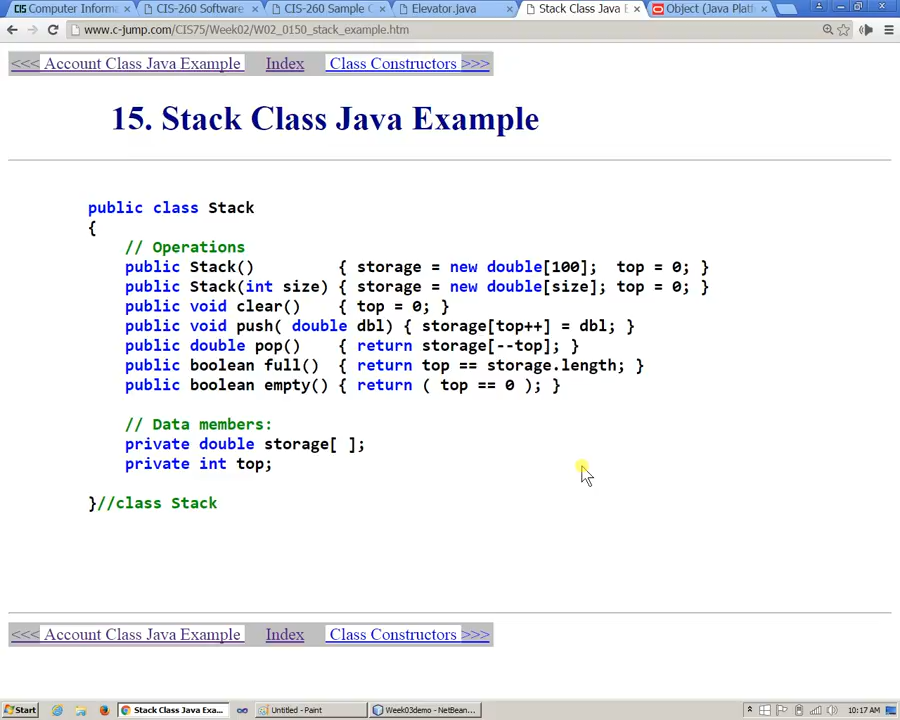 CIS Computer Informa
CIS-260 Software
CIS-260 Sample C
Elevator.java
Stack Class Java E
Object (Java Platf
www.c-jump.com/CIS75/Week02/W02_0150_stack_example.htm
<<< Account Class Java Example Index Class Constructors >>>
15. Stack Class Java Example
public class Stack
{
// Operations
public Stack() { storage = new double[100]; top = 0; }
public Stack(int size) { storage = new double[size]; top = 0; }
public void clear() { top = 0; }
public void push( double dbl) { storage[top++] = dbl; }
public double pop() { return storage[--top]; }
public boolean full() { return top == storage.length; }
public boolean empty() { return ( top == 0 ); }
// Data members:
private double storage[ ];
private int top;
}//class Stack
<<< Account Class Java Example Index Class Constructors >>>
Start
Stack Class Java Exa...
Untitled - Paint
Week03demo - NetBean...
10:17 AM